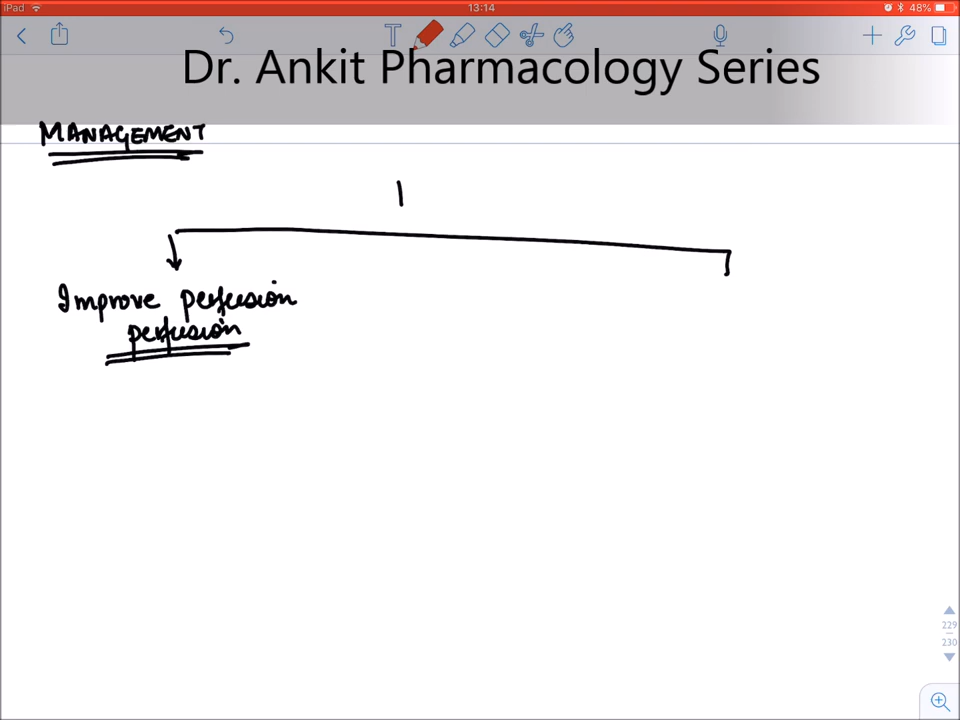 iPad 13:14 48%
T
Dr. Ankit Pharmacology Series
MANAGEMENT
Improve perfusion
perfusion
229
230